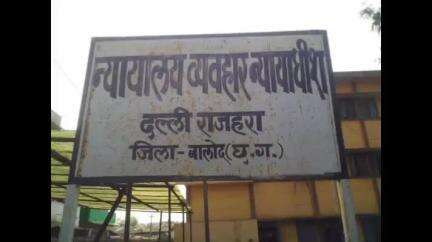 न्यायालय व्यवहार न्यायाधीश
दल्ली राजहरा
जिला-बालोद(छ.ग.)